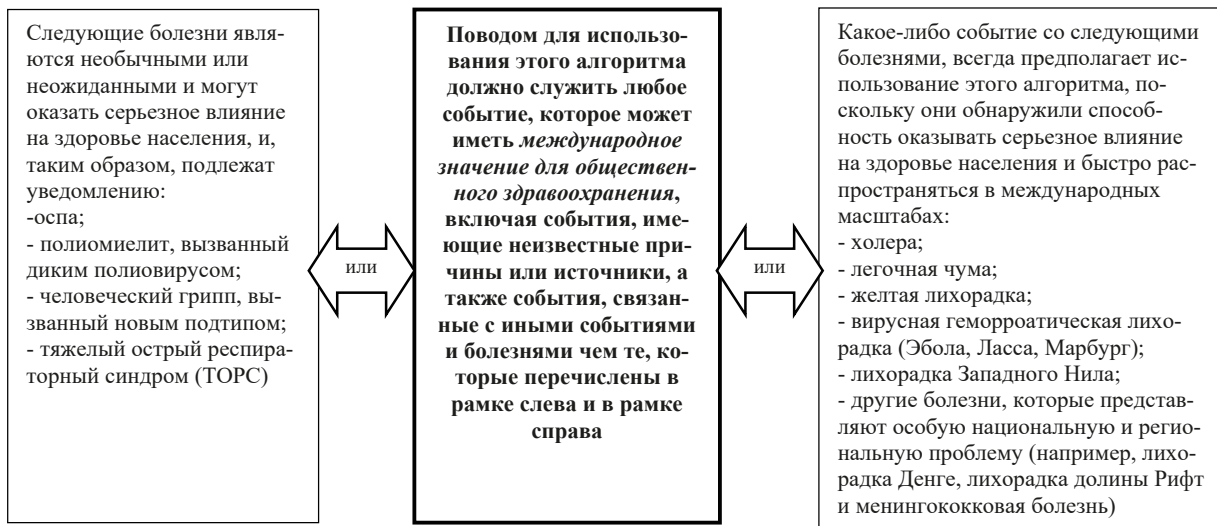 Следующие болезни явля-
ются необычными или
неожиданными и могут
оказать серьезное влияние
на здоровье населения, и,
таким образом, подлежат
уведомлению:
-оспа;
- полиомиелит, вызванный
диким полиовирусом;
- человеческий грипп, вы-
званный новым подтипом;
- тяжелый острый респира-
торный синдром (ТОРС)
или
Поводом для использо-
вания этого алгоритма
должно служить любое
событие, которое может
иметь международное
значение для обществен-
ного здравоохранения,
включая события, име-
ющие неизвестные при-
чины или источники, а
также события, связан-
ные с иными событиями
и болезнями чем те, ко-
торые перечислены в
рамке слева и в рамке
справа
или
Какое-либо событие со следующими
болезнями, всегда предполагает ис-
пользование этого алгоритма, по-
скольку они обнаружили способ-
ность оказывать серьезное влияние
на здоровье населения и быстро рас-
пространяться в международных
масштабах:
- холера;
- легочная чума;
- желтая лихорадка;
- вирусная геморроатическая лихо-
радка (Эбола, Ласса, Марбург);
- лихорадка Западного Нила;
- другие болезни, которые представ-
ляют особую национальную и регио-
нальную проблему (например, лихо-
радка Денге, лихорадка долины Рифт
и менингококковая болезнь)